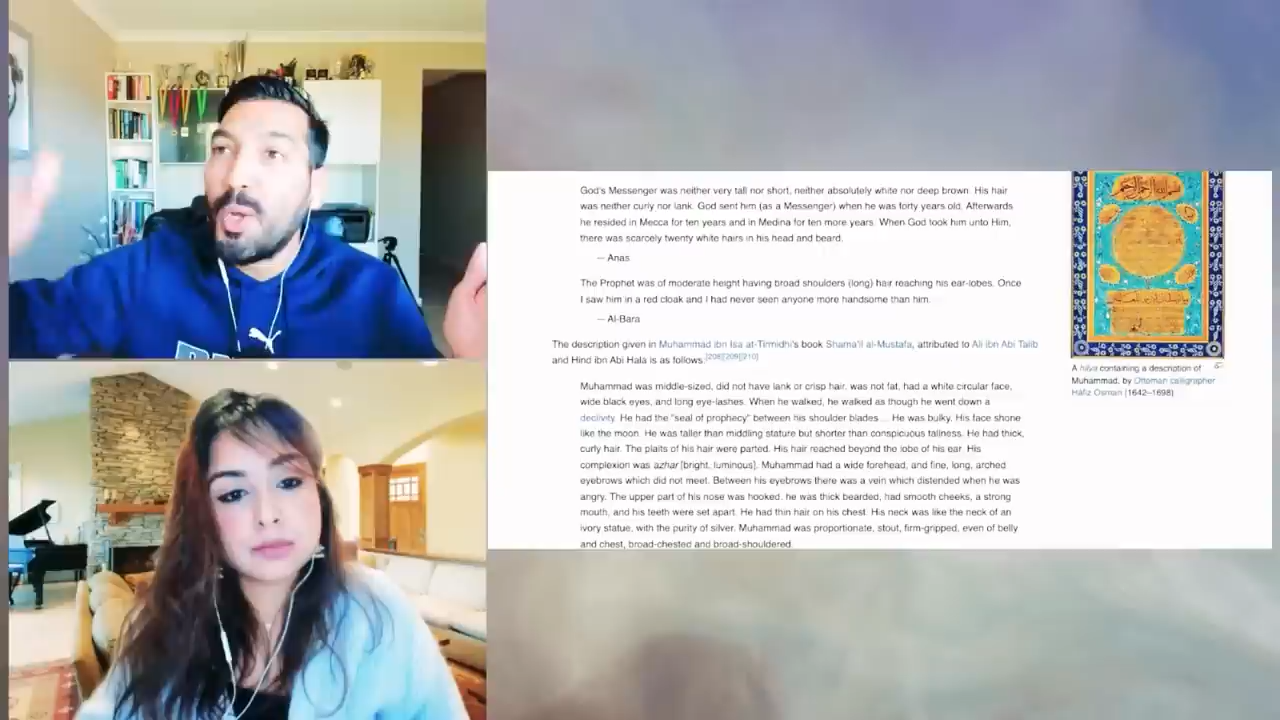 God's Messenger was neither very tall nor short, neither absolutely white nor deep brown. His hair
was neither curly nor lank. God sent him (as a Messenger) when he was forty years old. Afterwards
he resided in Mecca for ten years and in Medina for ten more years. When God took him unto Him,
there was scarcely twenty white hairs in his head and beard.
— Anas
The Prophet was of moderate height having broad shoulders (long) hair reaching his ear-lobes. Once
I saw him in a red cloak and I had never seen anyone more handsome than him.
— Al-Bara
The description given in Muhammad ibn Isa at-Tirmidhi's book Shama'il al-Mustafa, attributed to Ali ibn Abi Talib
and Hind ibn Abi Hala is as follows:[208][209][210]
Muhammad was middle-sized, did not have lank or crisp hair, was not fat, had a white circular face,
wide black eyes, and long eye-lashes. When he walked, he walked as though he went down a
declivity. He had the "seal of prophecy" between his shoulder blades ... He was bulky. His face shone
like the moon. He was taller than middling stature but shorter than conspicuous tallness. He had thick,
curly hair. The plaits of his hair were parted. His hair reached beyond the lobe of his ear. His
complexion was azhar [bright, luminous]. Muhammad had a wide forehead, and fine, long, arched
eyebrows which did not meet. Between his eyebrows there was a vein which distended when he was
angry. The upper part of his nose was hooked; he was thick bearded, had smooth cheeks, a strong
mouth, and his teeth were set apart. He had thin hair on his chest. His neck was like the neck of an
ivory statue, with the purity of silver. Muhammad was proportionate, stout, firm-gripped, even of belly
and chest, broad-chested and broad-shouldered.
A hilya containing a description of
Muhammad, by Ottoman calligrapher
Hâfiz Osman (1642–1698)